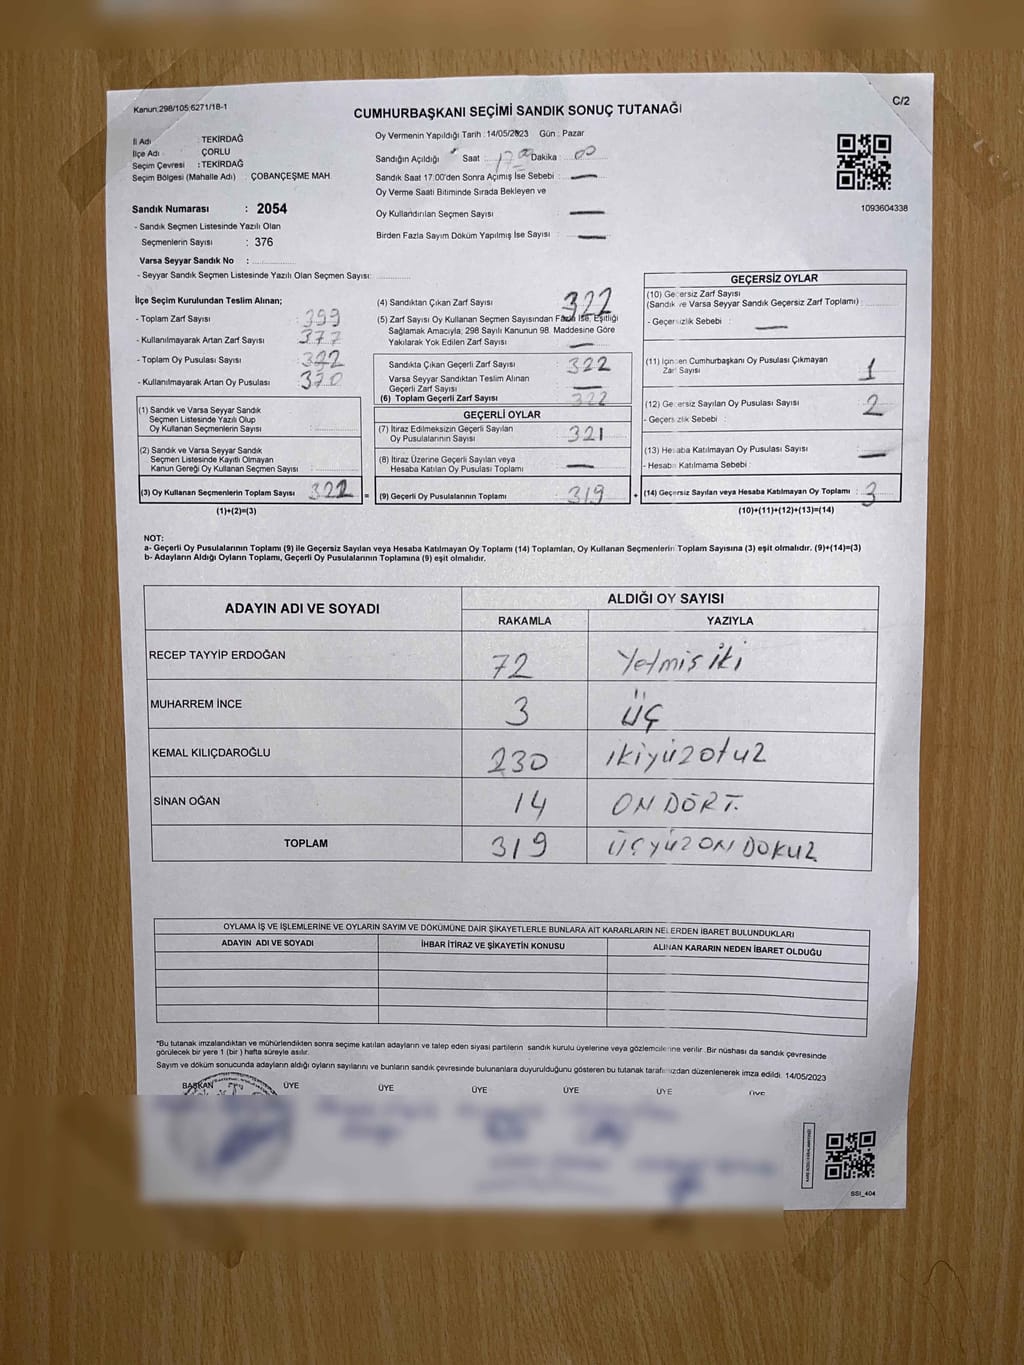 Kanun:298/105;6271/18-1
C/2
CUMHURBAŞKANI SEÇİMİ SANDIK SONUÇ TUTANAĞI
İl Adı : TEKİRDAĞ
İlçe Adı : ÇORLU
Seçim Çevresi : TEKİRDAĞ
Seçim Bölgesi (Mahalle Adı) : ÇOBANÇEŞME MAH.
Sandık Numarası : 2054
- Sandık Seçmen Listesinde Yazılı Olan
Seçmenlerin Sayısı : 376
Varsa Seyyar Sandık No :
- Seyyar Sandık Seçmen Listesinde Yazılı Olan Seçmen Sayısı:
Oy Vermenin Yapıldığı Tarih : 14/05/2023 Gün : Pazar
Sandığın Açıldığı Saat : 17 00 Dakika : 00
Sandık Saat 17:00'den Sonra Açımış İse Sebebi : —
Oy Verme Saati Bitiminde Sırada Bekleyen ve
Oy Kullandırılan Seçmen Sayısı —
Birden Fazla Sayım Döküm Yapılmış İse Sayısı : —
1093604338
İlçe Seçim Kurulundan Teslim Alınan;
- Toplam Zarf Sayısı : 399
- Kullanılmayarak Artan Zarf Sayısı :
- Toplam Oy Pusulası Sayısı :
- Kullanılmayarak Artan Oy Pusulası :
(1) Sandık ve Varsa Seyyar Sandık
Seçmen Listesinde Yazılı Olup
Oy Kullanan Seçmenlerin Sayısı :
(2) Sandık ve Varsa Seyyar Sandık
Seçmen Listesinde Kayıtlı Olmayan
Kanun Gereği Oy Kullanan Seçmen Sayısı :
(3) Oy Kullanan Seçmenlerin Toplam Sayısı : 322 =
(1)+(2)=(3)
(4) Sandıktan Çıkan Zarf Sayısı 322
(5) Zarf Sayısı Oy Kullanan Seçmen Sayısından Fazla İse, Eşitliği
Sağlamak Amacıyla, 298 Sayılı Kanunun 98. Maddesine Göre
Yakılarak Yok Edilen Zarf Sayısı : —
Sandıkta Çıkan Geçerli Zarf Sayısı : 322
Varsa Seyyar Sandıktan Teslim Alınan
Geçerli Zarf Sayısı : —
(6) Toplam Geçerli Zarf Sayısı : 322
GEÇERLİ OYLAR
(7) İtiraz Edilmeksizin Geçerli Sayılan
Oy Pusulalarının Sayısı : 321
(8) İtiraz Üzerine Geçerli Sayılan veya
Hesaba Katılan Oy Pusulası Toplamı : —
(9) Geçerli Oy Pusulalarının Toplamı : 319 +
GEÇERSİZ OYLAR
(10) Geçersiz Zarf Sayısı
(Sandık ve Varsa Seyyar Sandık Geçersiz Zarf Toplamı) :
- Geçersizlik Sebebi : —
(11) İçinden Cumhurbaşkanı Oy Pusulası Çıkmayan
Zarf Sayısı : 1
(12) Geçersiz Sayılan Oy Pusulası Sayısı : 2
- Geçersizlik Sebebi :
(13) Hesaba Katılmayan Oy Pusulası Sayısı : —
- Hesaba Katılmama Sebebi :
(14) Geçersiz Sayılan veya Hesaba Katılmayan Oy Toplamı : 3
(10)+(11)+(12)+(13)=(14)
NOT:
a- Geçerli Oy Pusulalarının Toplamı (9) ile Geçersiz Sayılan veya Hesaba Katılmayan Oy Toplamı (14) Toplamları, Oy Kullanan Seçmenlerin Toplam Sayısına (3) eşit olmalıdır. (9)+(14)=(3)
b- Adayların Aldığı Oyların Toplamı, Geçerli Oy Pusulalarının Toplamına (9) eşit olmalıdır.
ADAYIN ADI VE SOYADI
ALDIĞI OY SAYISI
RAKAMLA YAZIYLA
RECEP TAYYİP ERDOĞAN 72 Yetmiş iki
MUHARREM İNCE 3 ÜÇ
KEMAL KILIÇDAROĞLU 230 ikiyüzotuz
SİNAN OĞAN 14 ON DÖRT.
TOPLAM 319 ÜÇYÜZ ON DOKUZ
OYLAMA İŞ VE İŞLEMLERİNE VE OYLARIN SAYIM VE DÖKÜMÜNE DAİR ŞİKAYETLERLE BUNLARA AİT KARARLARIN NELERDEN İBARET BULUNDUKLARI
ADAYIN ADI VE SOYADI İHBAR İTİRAZ VE ŞİKAYETİN KONUSU ALINAN KARARIN NEDEN İBARET OLDUĞU
*Bu tutanak imzalandıktan ve mühürlendikten sonra seçime katılan adayların ve talep eden siyasi partilerin sandık kurulu üyelerine veya gözlemcilerine verilir. Bir nüshası da sandık çevresinde
görülecek bir yere 1 (bir ) hafta süreyle asılır.
Sayım ve döküm sonucunda adayların aldığı oyların sayılarını ve bunların sandık çevresinde bulunanlara duyurulduğunu gösteren bu tutanak tarafımızdan düzenlenerek imza edildi. 14/05/2023
BAŞKAN ÜYE ÜYE ÜYE ÜYE ÜYE ÜYE
SSI_404